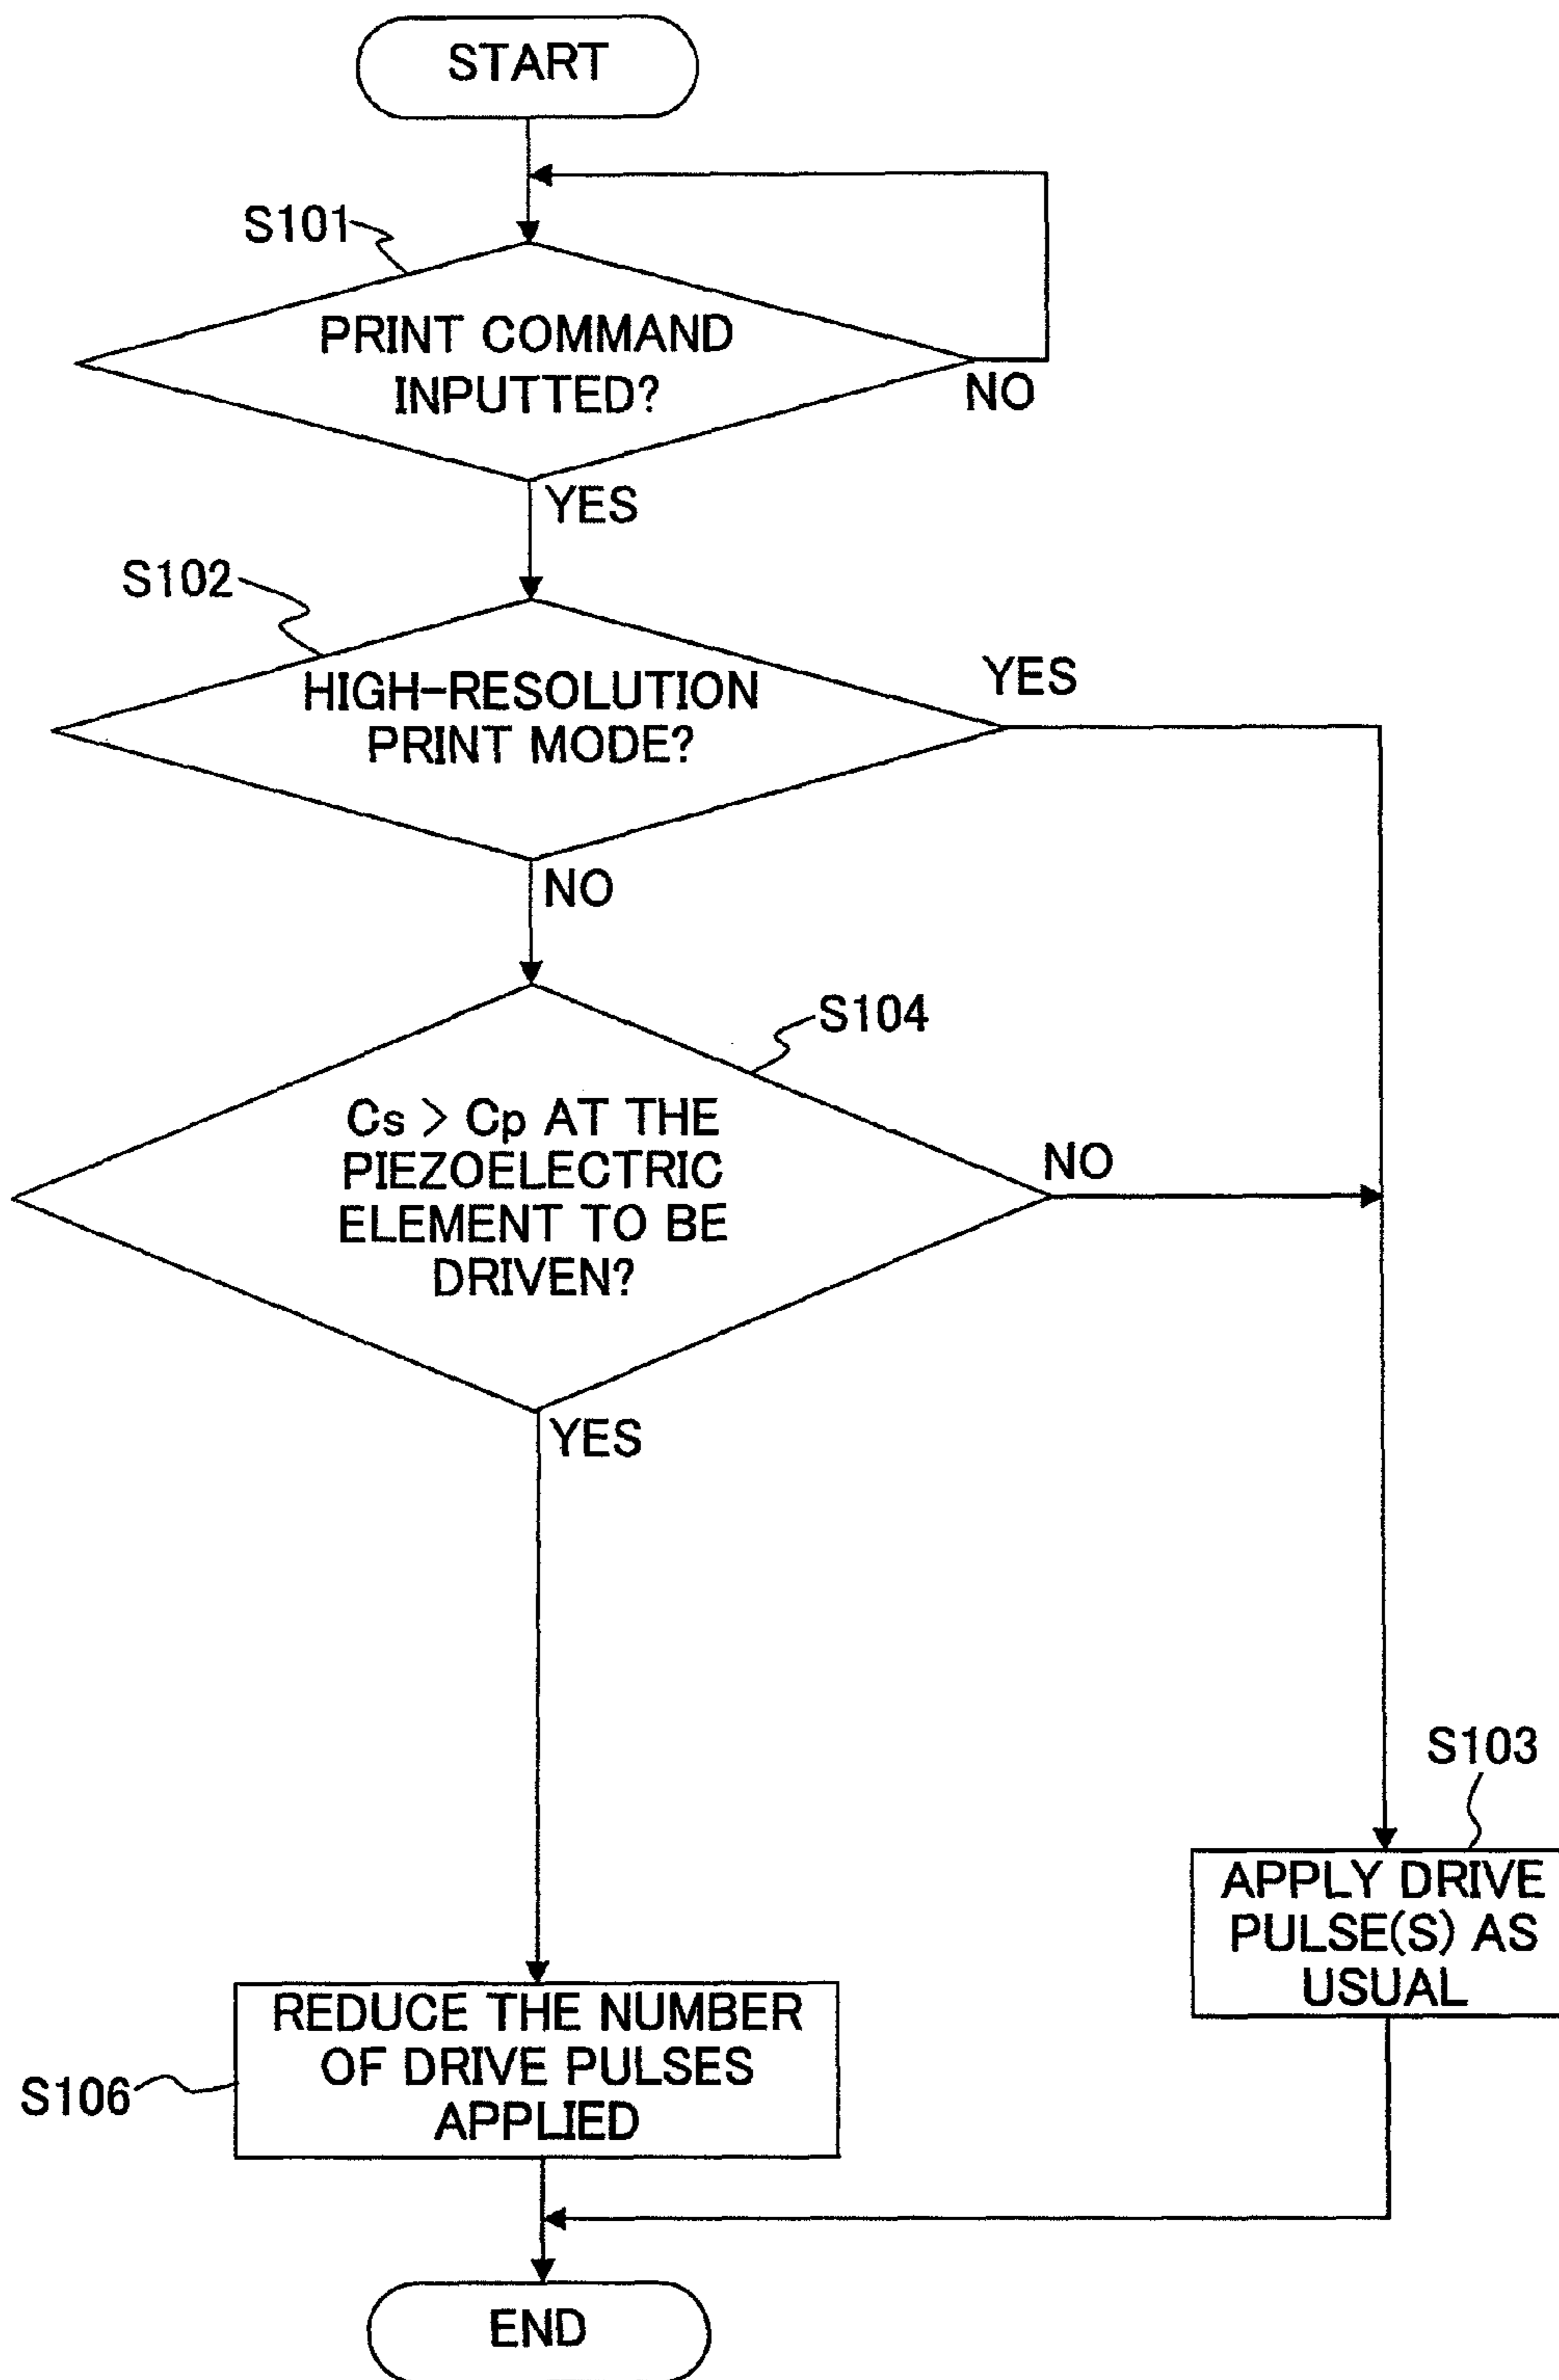 START
S101
PRINT COMMAND
INPUTTED?
NO
YES
S102
HIGH-RESOLUTION
PRINT MODE?
YES
NO
S104
Cs > Cp AT THE
PIEZOELECTRIC
ELEMENT TO BE
DRIVEN?
NO
YES
S103
APPLY DRIVE
PULSE(S) AS
USUAL
REDUCE THE NUMBER
OF DRIVE PULSES
APPLIED
S106
END